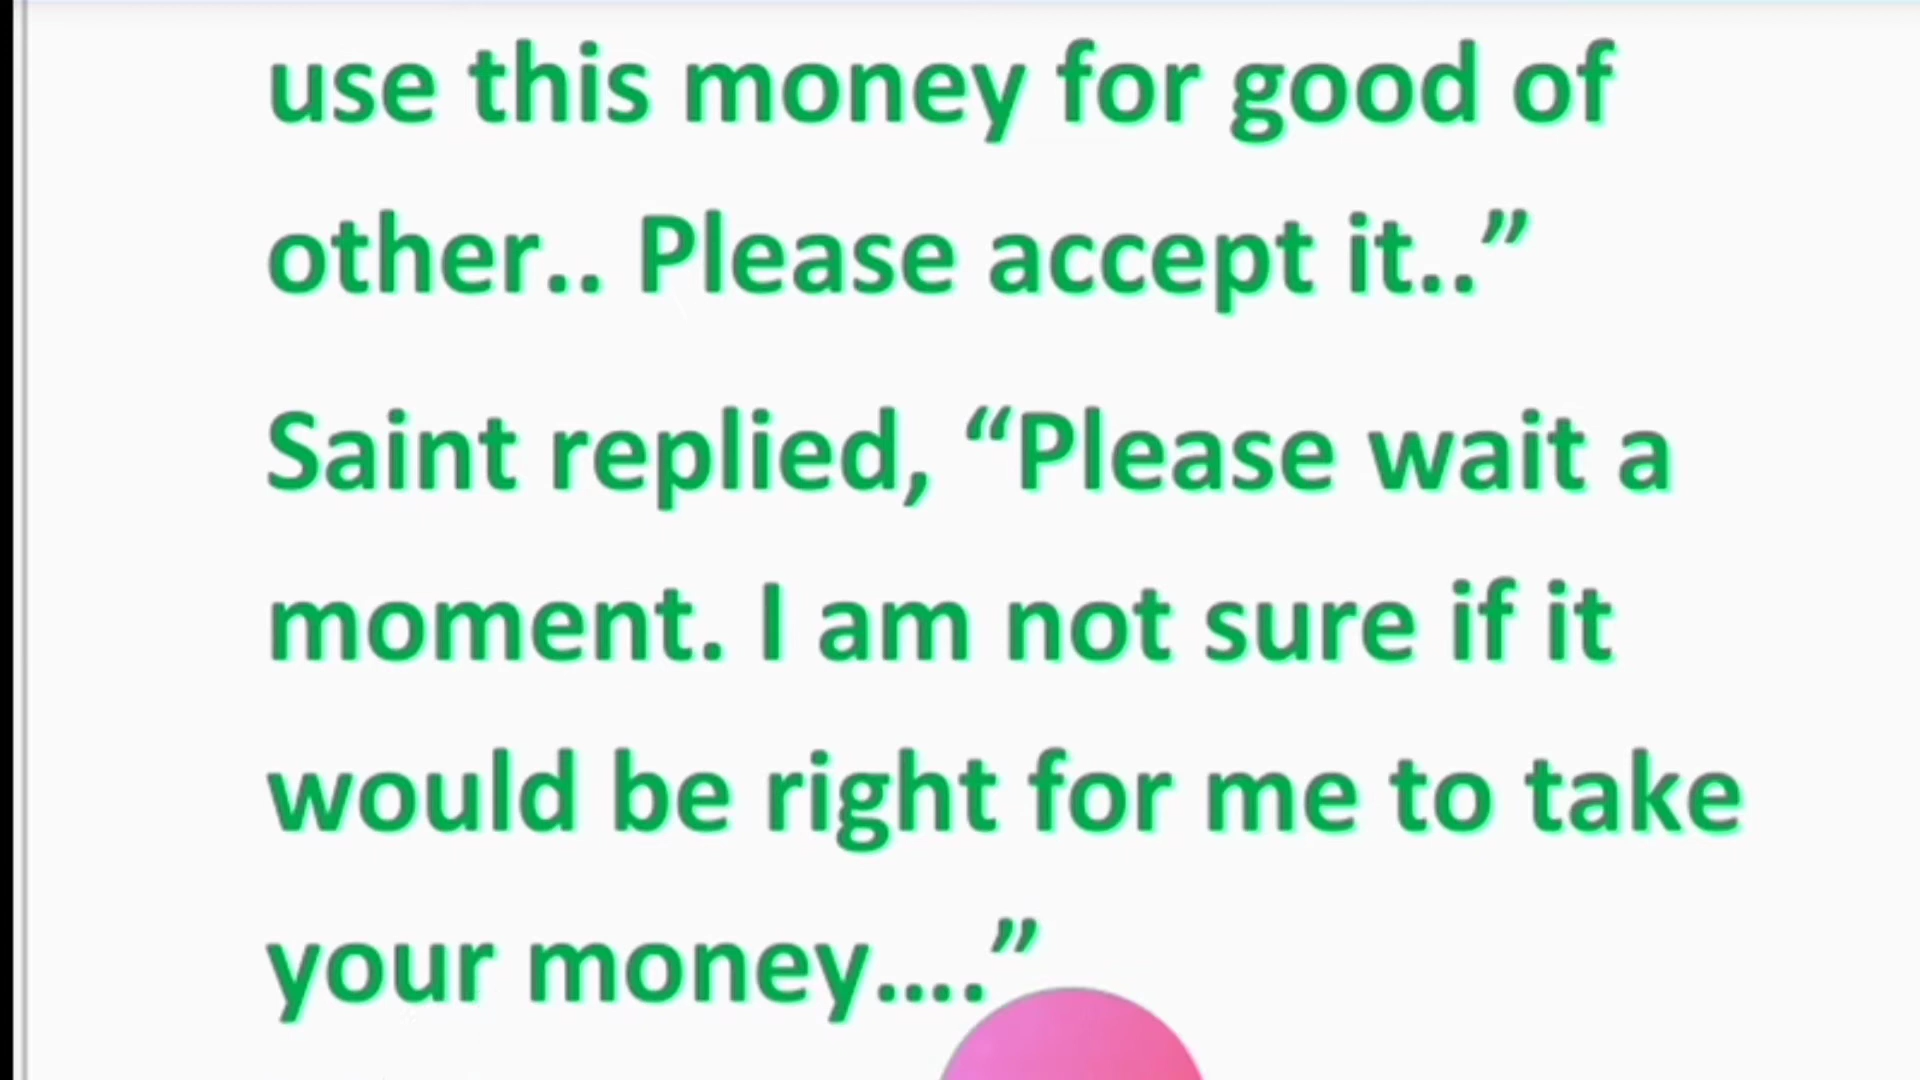 use this money for good of
other.. Please accept it..”
Saint replied, “Please wait a
moment. I am not sure if it
would be right for me to take
your money....”